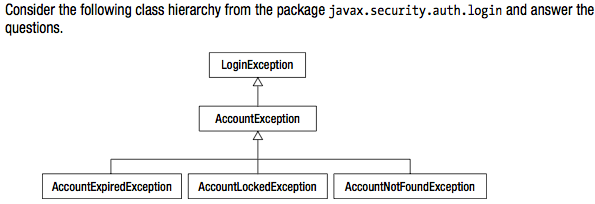 Consider the following class hierarchy from the package javax.security.auth.login and answer the
questions.
LoginException
AccountException
AccountExpiredException AccountLockedException AccountNotFoundException